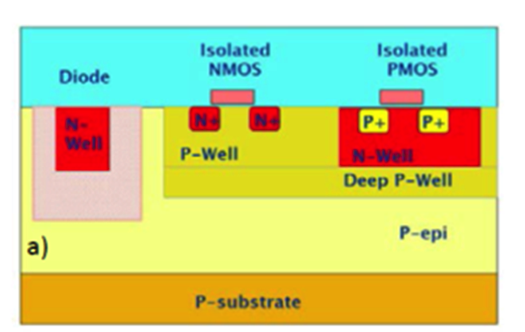 Isolated
NMOS
Isolated
PMOS
Diode
N-
Well
N+
N+
P+
P+
P-Well
N-Well
Deep P-Well
P-epi
a)
P-substrate